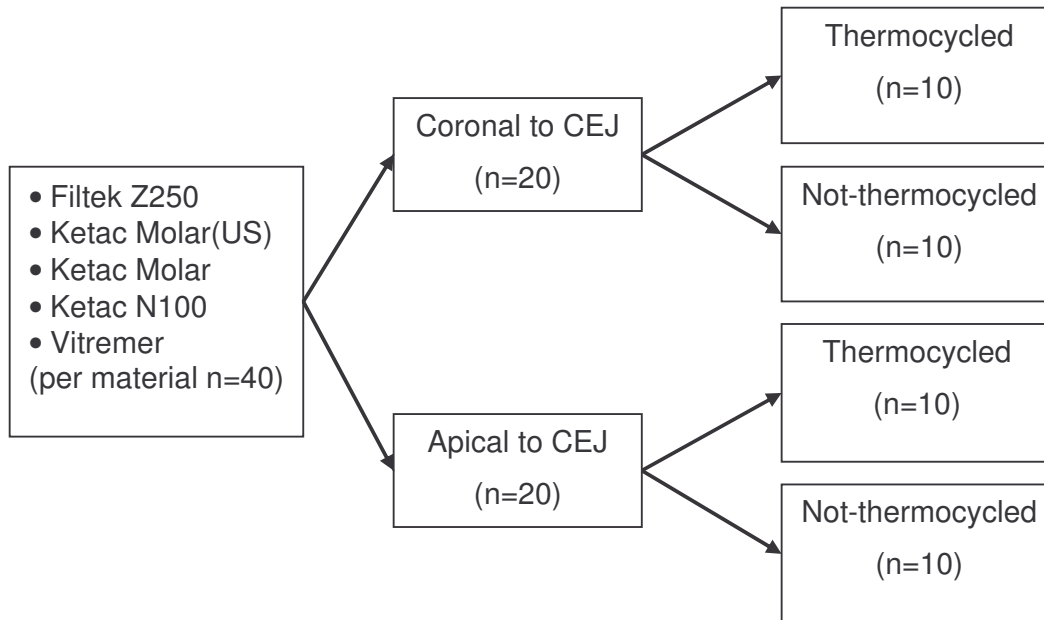 • Filtek Z250
• Ketac Molar(US)
• Ketac Molar
• Ketac N100
• Vitremer
(per material n=40)
Coronal to CEJ
(n=20)
Apical to CEJ
(n=20)
Thermocycled
(n=10)
Not-thermocycled
(n=10)
Thermocycled
(n=10)
Not-thermocycled
(n=10)